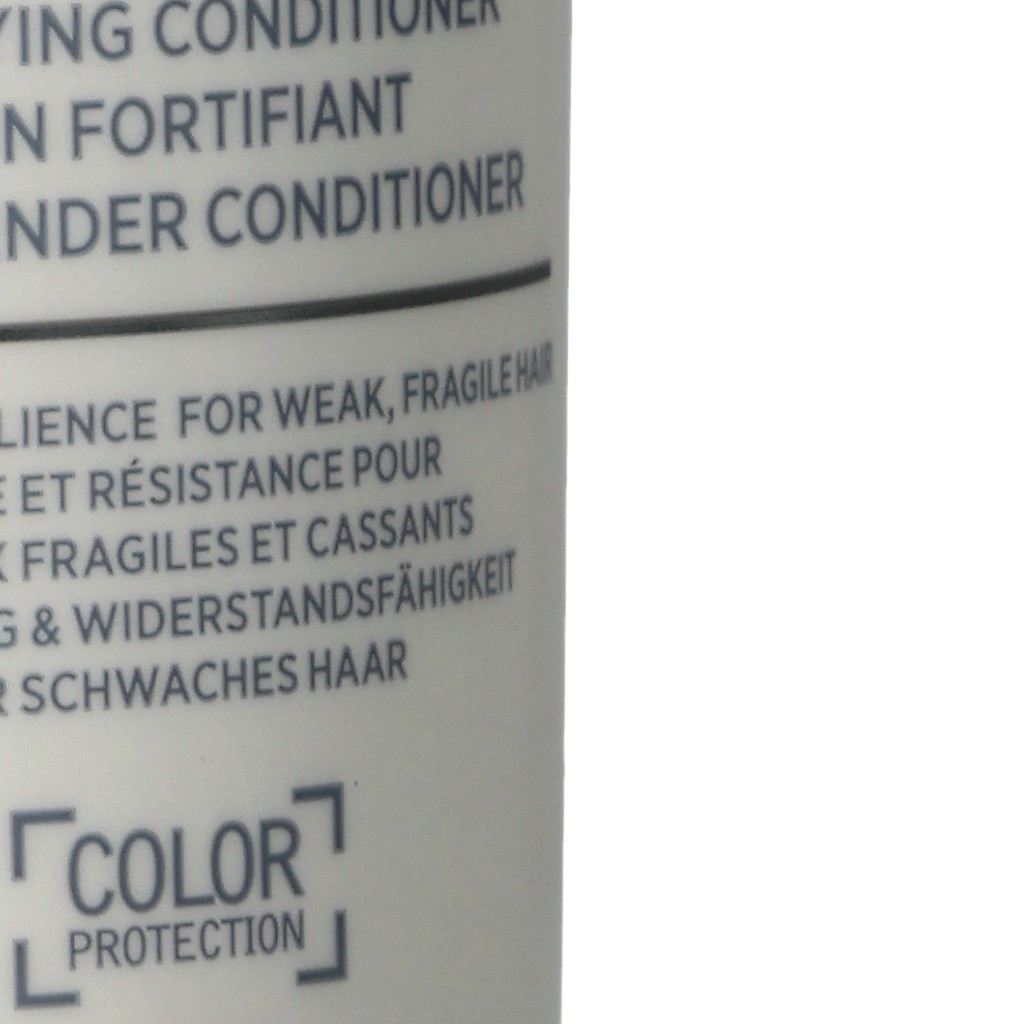 YING CONDITIONER
N FORTIFIANT
NDER CONDITIONER
LIENCE FOR WEAK, FRAGILE HAIR
E ET RÉSISTANCE POUR
X FRAGILES ET CASSANTS
G & WIDERSTANDSFÄHIGKEIT
R SCHWACHES HAAR
COLOR
PROTECTION